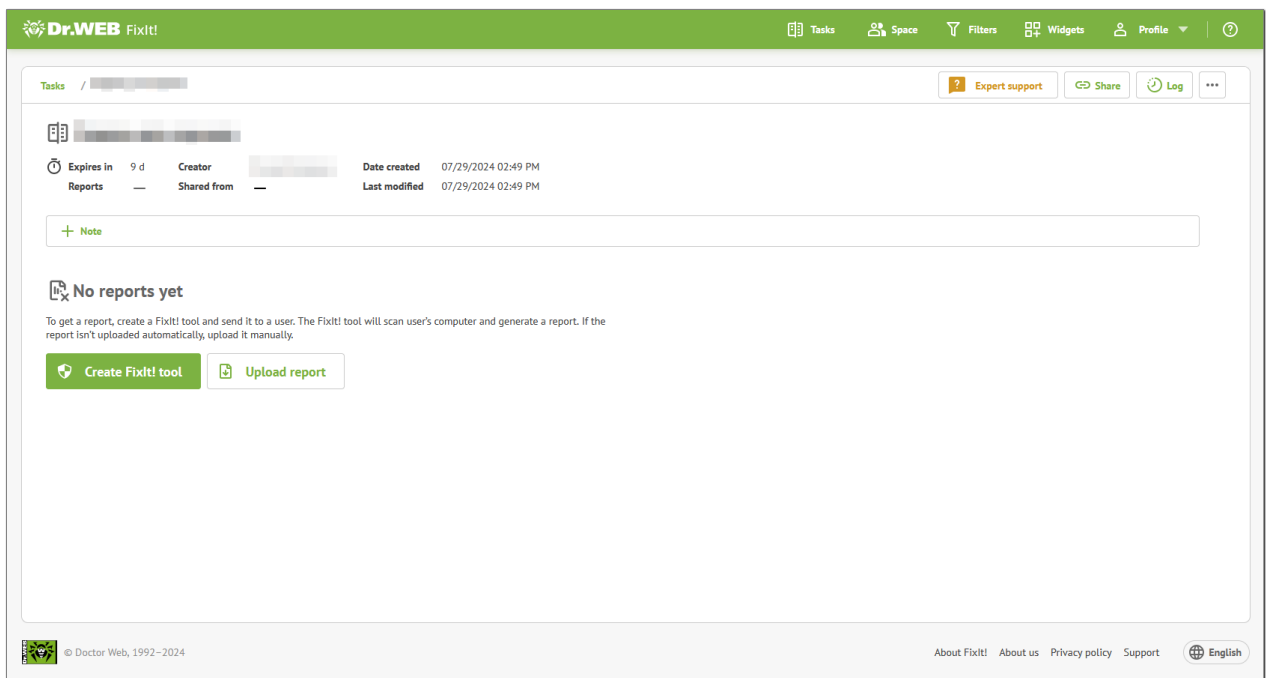 Dr.WEB FixIt! Tasks Space Filters Widgets Profile
Tasks / Expert support Share Log
Expires in 9 d Creator Date created 07/29/2024 02:49 PM
Reports — Shared from — Last modified 07/29/2024 02:49 PM
+ Note
No reports yet
To get a report, create a FixIt! tool and send it to a user. The FixIt! tool will scan user's computer and generate a report. If the
report isn't uploaded automatically, upload it manually.
Create FixIt! tool Upload report
© Doctor Web, 1992–2024 About FixIt! About us Privacy policy Support English